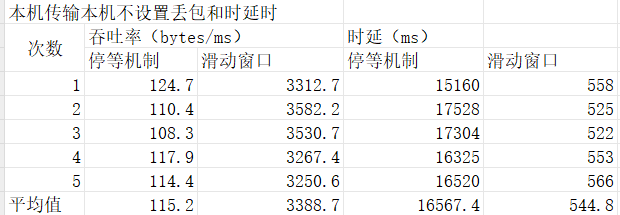 本机传输本机不设置丢包和时延时
次数 吞吐率（bytes/ms） 时延（ms）
停等机制 滑动窗口 停等机制 滑动窗口
1 124.7 3312.7 15160 558
2 110.4 3582.2 17528 525
3 108.3 3530.7 17304 522
4 117.9 3267.4 16325 553
5 114.4 3250.6 16520 566
平均值 115.2 3388.7 16567.4 544.8